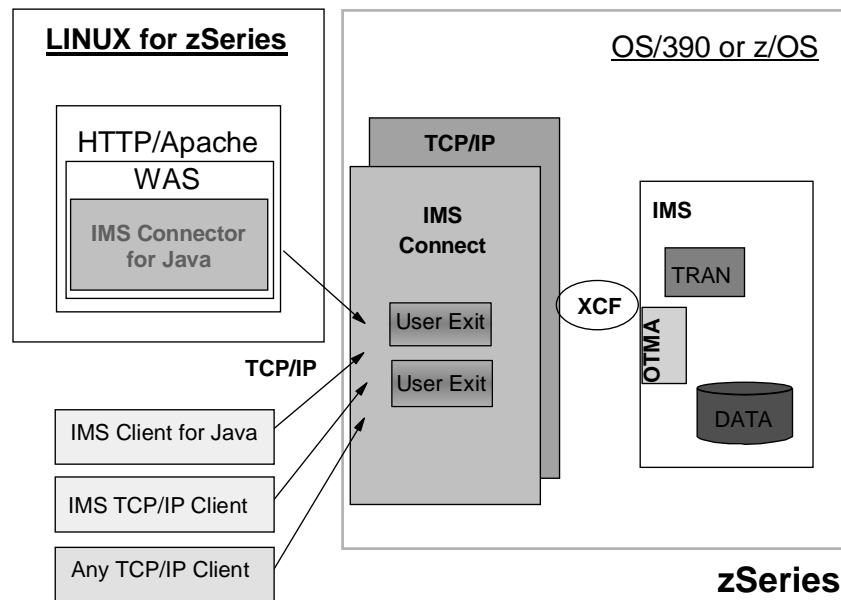 LINUX for zSeries
HTTP/Apache
WAS
IMS Connector
for Java
OS/390 or z/OS
TCP/IP
IMS
Connect
User Exit
User Exit
XCF
IMS
TRAN
OTMA
DATA
TCP/IP
IMS Client for Java
IMS TCP/IP Client
Any TCP/IP Client
zSeries